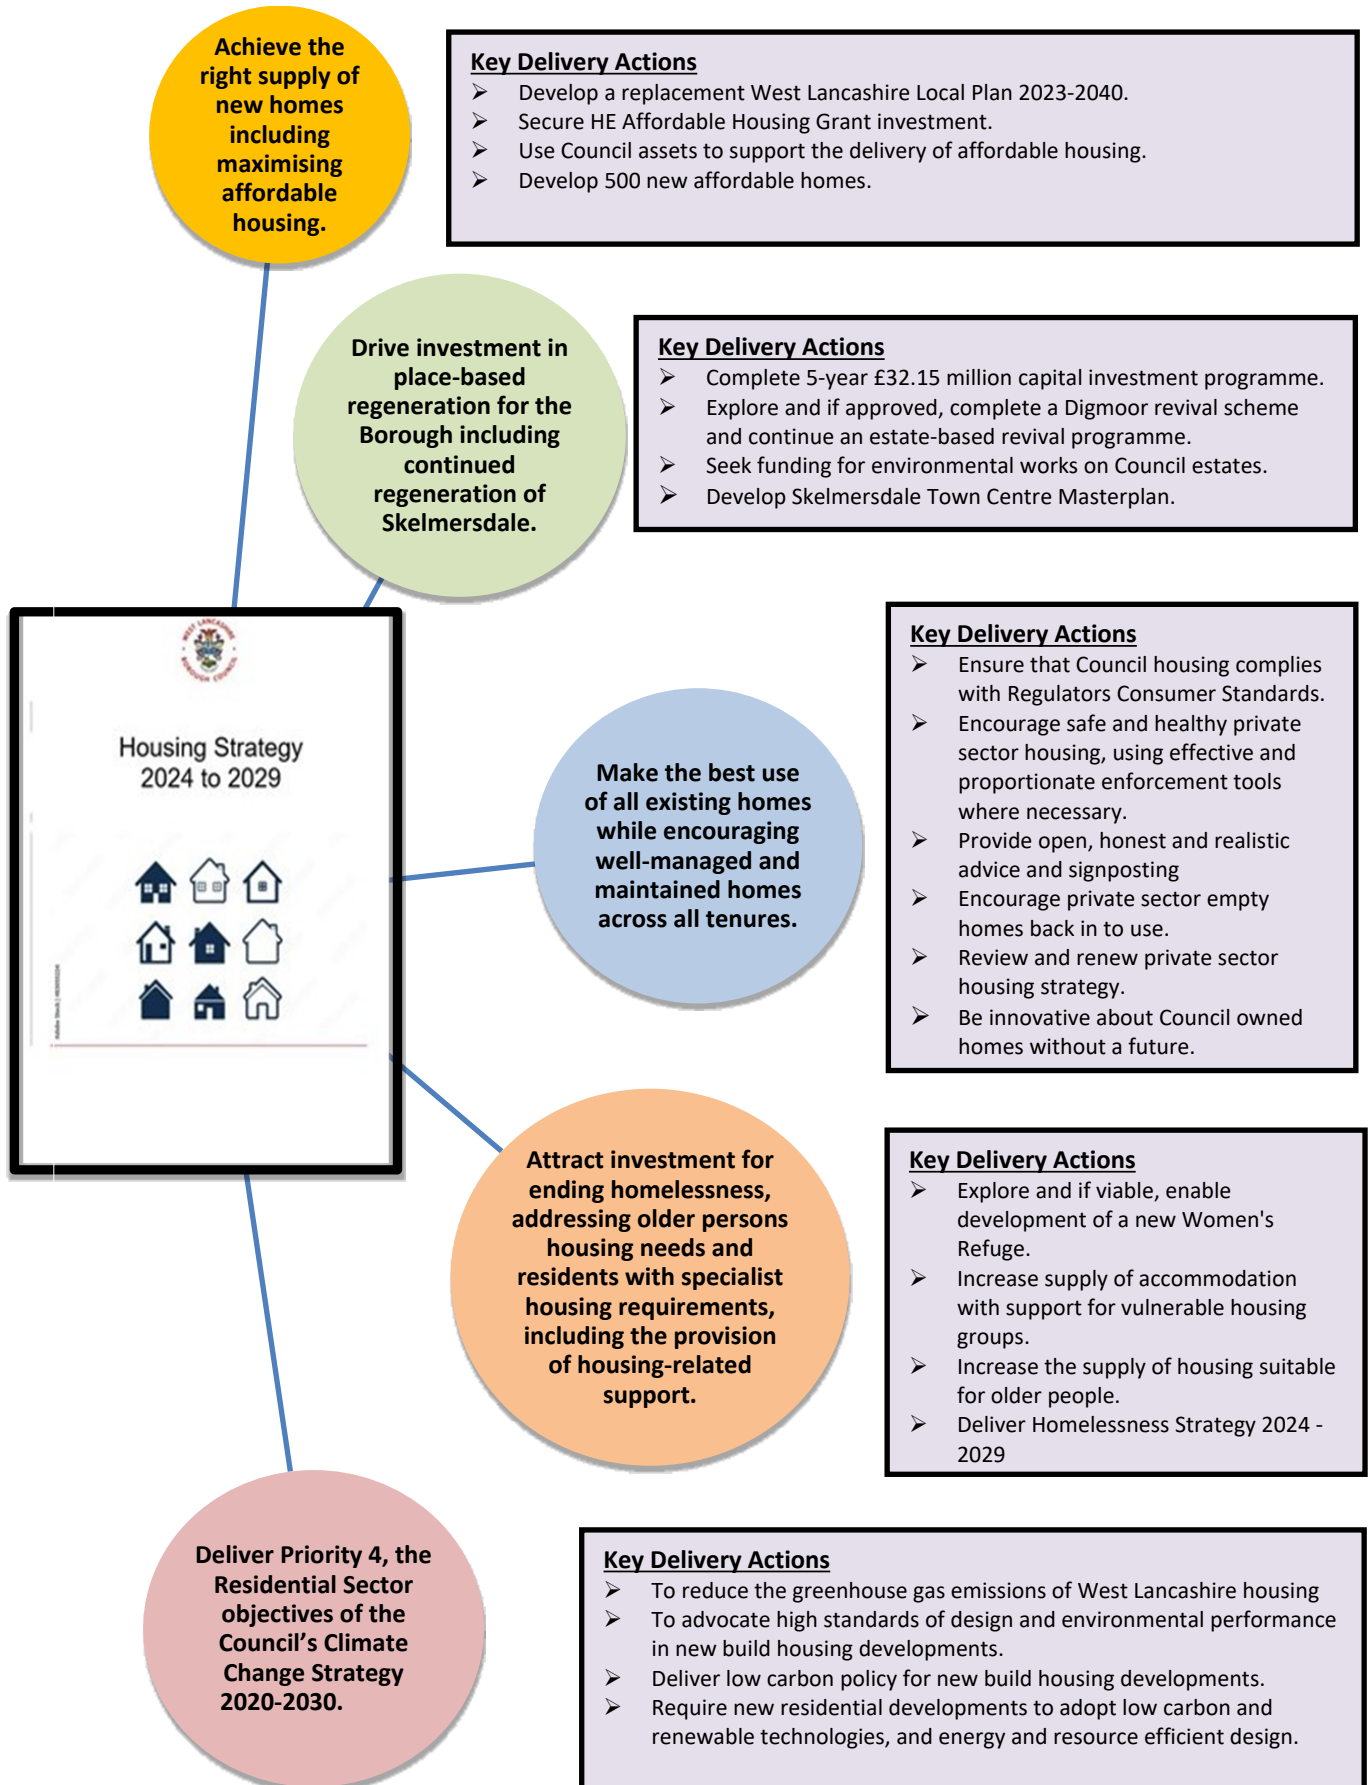 Achieve the
right supply of
new homes
including
maximising
affordable
housing.
Key Delivery Actions
➢ Develop a replacement West Lancashire Local Plan 2023-2040.
➢ Secure HE Affordable Housing Grant investment.
➢ Use Council assets to support the delivery of affordable housing.
➢ Develop 500 new affordable homes.
Drive investment in
place-based
regeneration for the
Borough including
continued
regeneration of
Skelmersdale.
Key Delivery Actions
➢ Complete 5-year £32.15 million capital investment programme.
➢ Explore and if approved, complete a Digmoor revival scheme
and continue an estate-based revival programme.
➢ Seek funding for environmental works on Council estates.
➢ Develop Skelmersdale Town Centre Masterplan.
WEST LANCASHIRE
BOROUGH COUNCIL
Housing Strategy
2024 to 2029
Make the best use
of all existing homes
while encouraging
well-managed and
maintained homes
across all tenures.
Key Delivery Actions
➢ Ensure that Council housing complies
with Regulators Consumer Standards.
➢ Encourage safe and healthy private
sector housing, using effective and
proportionate enforcement tools
where necessary.
➢ Provide open, honest and realistic
advice and signposting
➢ Encourage private sector empty
homes back in to use.
➢ Review and renew private sector
housing strategy.
➢ Be innovative about Council owned
homes without a future.
Attract investment for
ending homelessness,
addressing older persons
housing needs and
residents with specialist
housing requirements,
including the provision
of housing-related
support.
Key Delivery Actions
➢ Explore and if viable, enable
development of a new Women's
Refuge.
➢ Increase supply of accommodation
with support for vulnerable housing
groups.
➢ Increase the supply of housing suitable
for older people.
➢ Deliver Homelessness Strategy 2024 -
2029
Deliver Priority 4, the
Residential Sector
objectives of the
Council’s Climate
Change Strategy
2020-2030.
Key Delivery Actions
➢ To reduce the greenhouse gas emissions of West Lancashire housing
➢ To advocate high standards of design and environmental performance
in new build housing developments.
➢ Deliver low carbon policy for new build housing developments.
➢ Require new residential developments to adopt low carbon and
renewable technologies, and energy and resource efficient design.